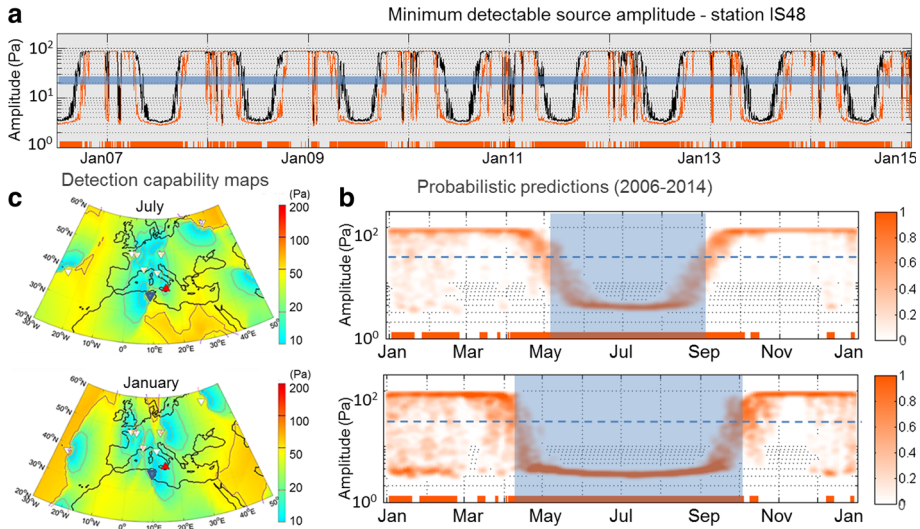 a
Minimum detectable source amplitude - station IS48
Amplitude (Pa)
10²
10¹
10⁰
Jan07 Jan09 Jan11 Jan13 Jan15
c
Detection capability maps
July
(Pa)
200
100
50
20
10
60°N
50°N
40°N
30°N
20°N
30°W
20°W
10°W
0°
10°E
20°E
30°E
January
(Pa)
200
100
50
20
10
60°N
50°N
40°N
30°N
20°N
20°W
10°W
0°
10°E
20°E
30°E
b
Probabilistic predictions (2006-2014)
Amplitude (Pa)
10²
10⁰
Jan Mar May Jul Sep Nov Jan
1
0.8
0.6
0.4
0.2
0
Amplitude (Pa)
10²
10⁰
Jan Mar May Jul Sep Nov Jan
1
0.8
0.6
0.4
0.2
0